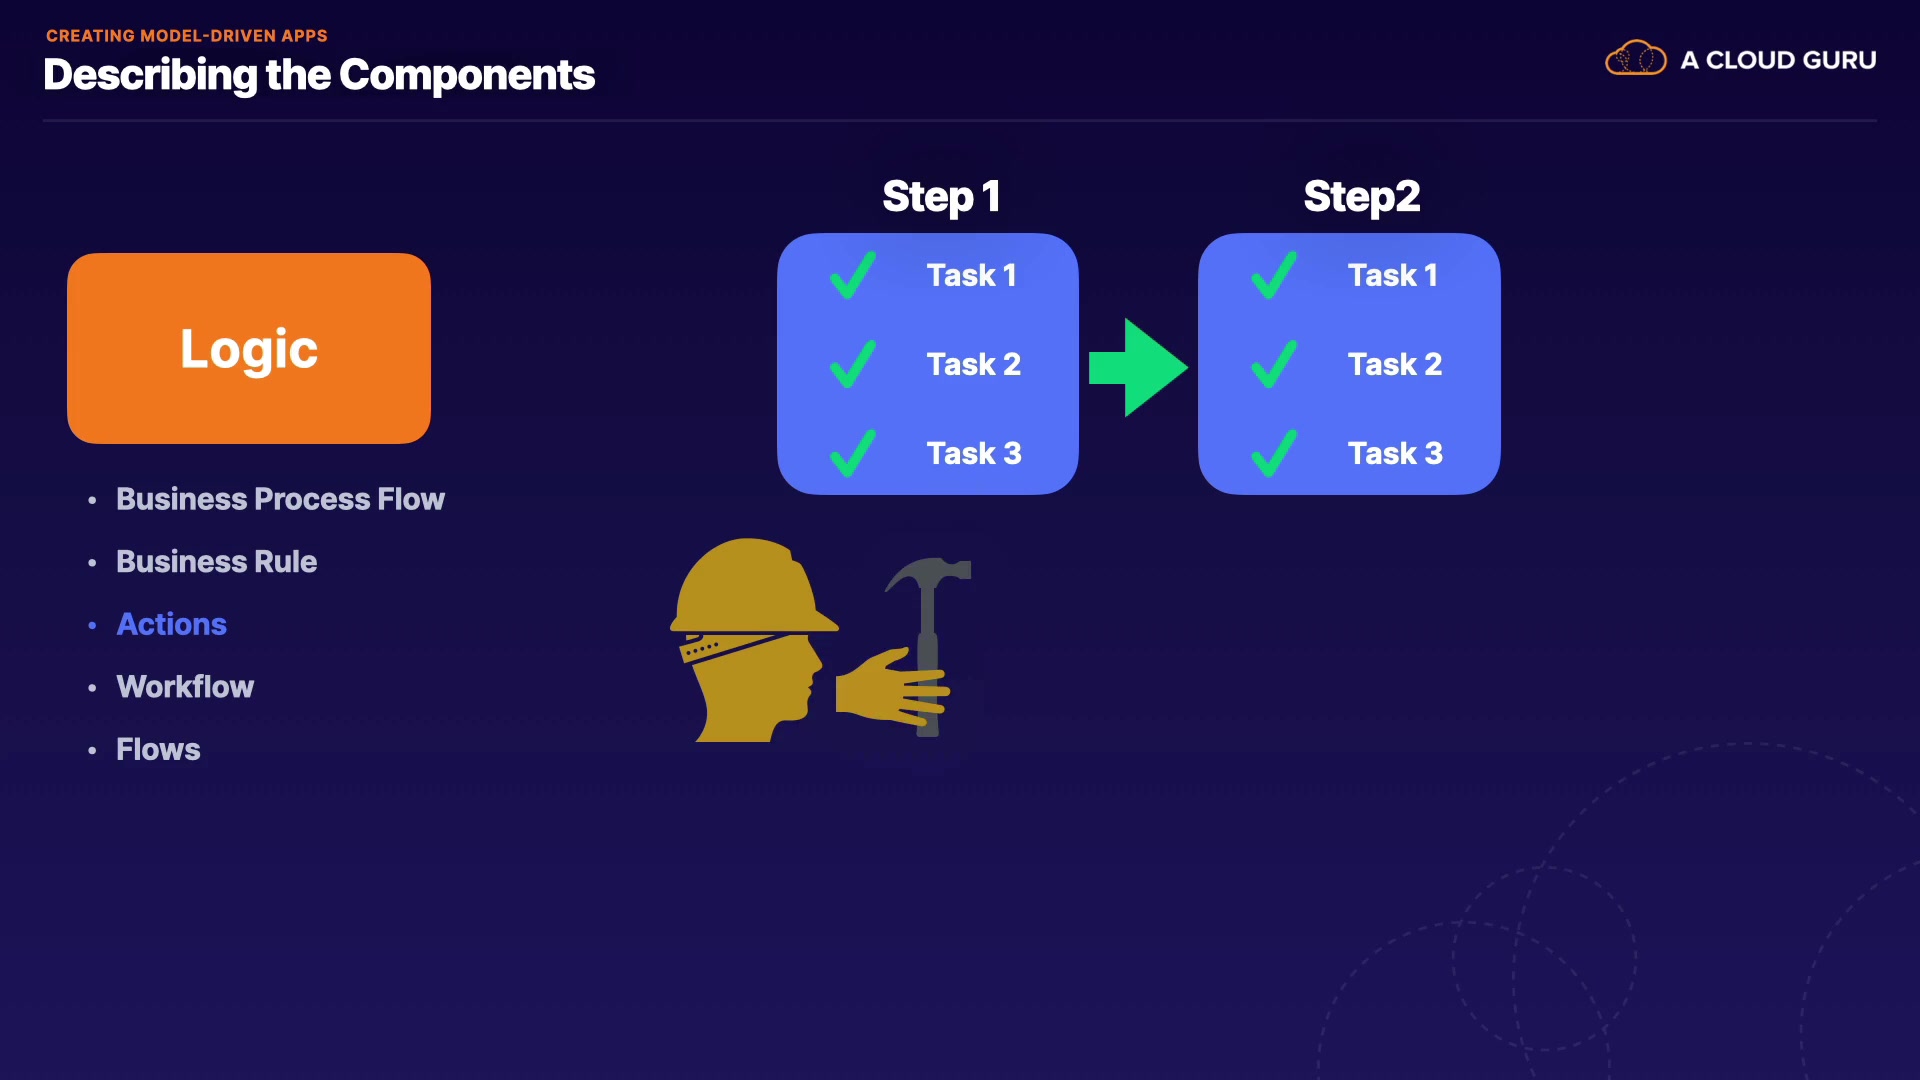 CREATING MODEL-DRIVEN APPS
Describing the Components
A CLOUD GURU
Logic
• Business Process Flow
• Business Rule
• Actions
• Workflow
• Flows
Step 1
Task 1
Task 2
Task 3
Step2
Task 1
Task 2
Task 3